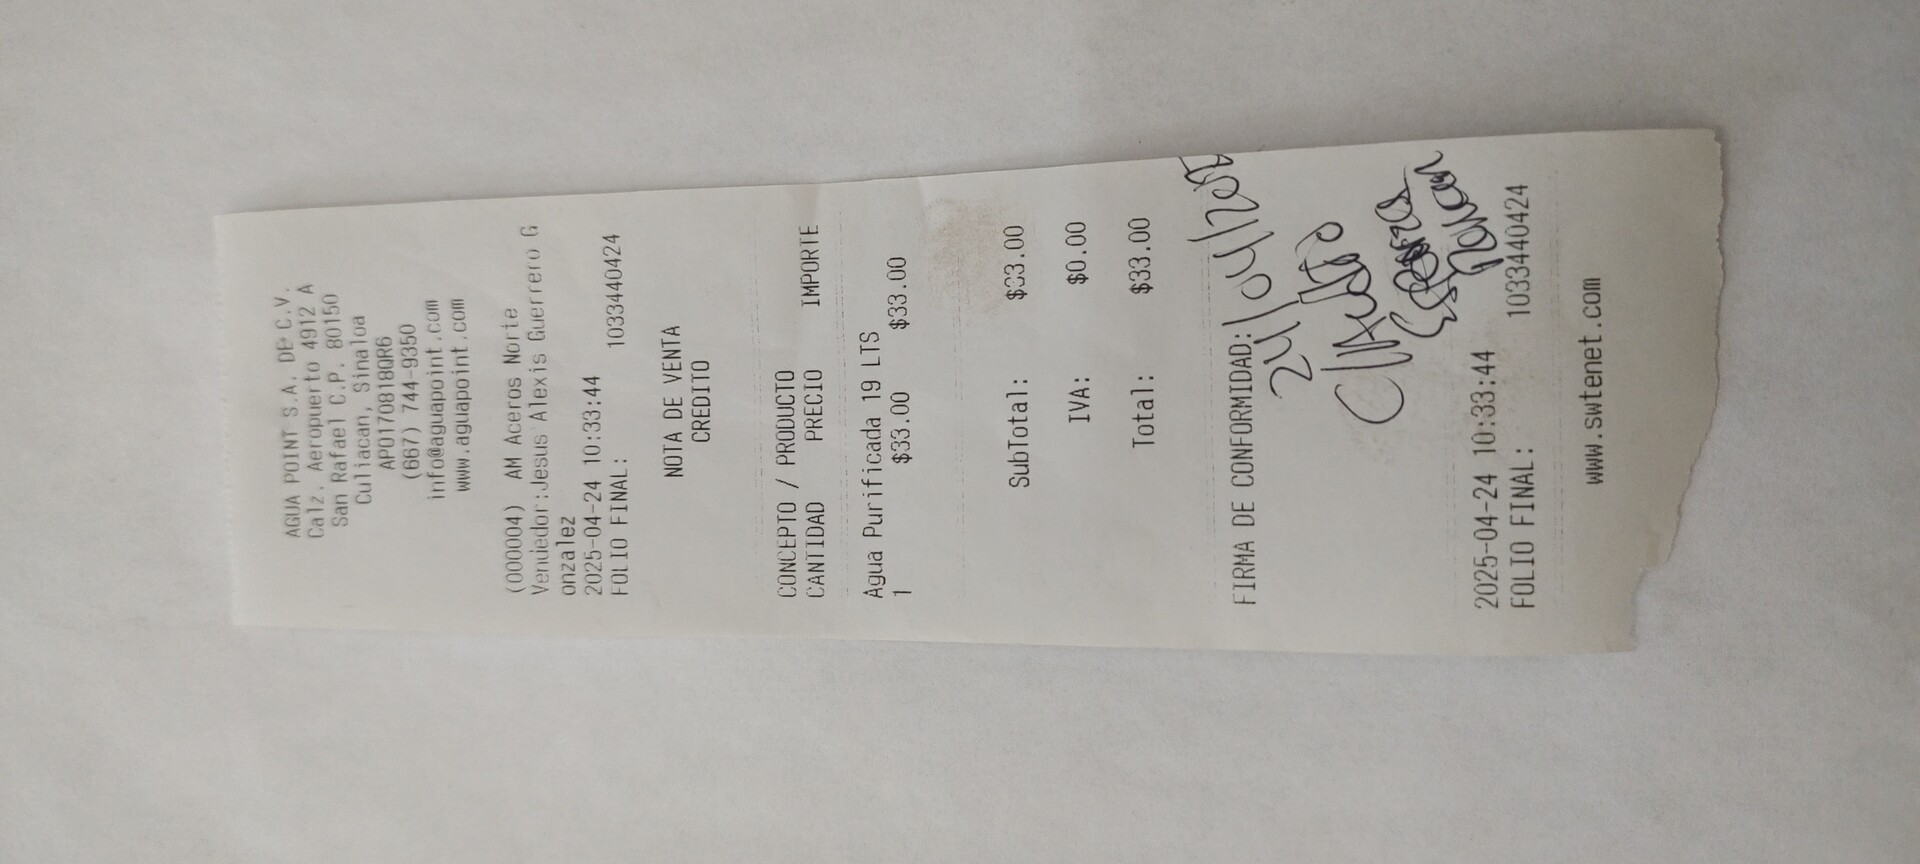 AGUA POINT S.A. DE C.V.
Calz. Aeropuerto 4912 A
San Rafael C.P. 80150
Culiacan, Sinaloa
APO170818QR6
(667) 744-9350
info@aguapoint.com
www.aguapoint.com
(000004) AM Aceros Norte
Vendedor:Jesus Alexis Guerrero G
onzalez
2025-04-24 10:33:44
FOLIO FINAL: 1033440424
NOTA DE VENTA
CREDITO
CONCEPTO / PRODUCTO
CANTIDAD PRECIO IMPORTE
Agua Purificada 19 LTS
1 $33.00 $33.00
SubTotal: $33.00
IVA: $0.00
Total: $33.00
FIRMA DE CONFORMIDAD:
24/04/2025
2025-04-24 10:33:44
FOLIO FINAL: 1033440424
www.swtenet.com